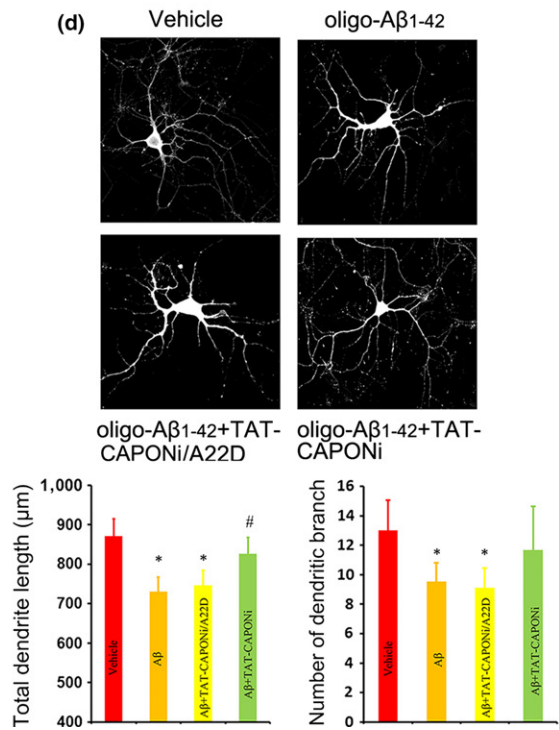 (d)
Vehicle
oligo-Aβ1-42
oligo-Aβ1-42+TAT-
CAPONi/A22D
oligo-Aβ1-42+TAT-
CAPONi
Total dendrite length (μm)
1,000
900
800
700
600
500
400
Vehicle
*
Aβ
*
Aβ+TAT-CAPONi/A22D
#
Aβ+TAT-CAPONi
Number of dendritic branch
16
14
12
10
8
6
4
2
0
Vehicle
*
Aβ
*
Aβ+TAT-CAPONi/A22D
Aβ+TAT-CAPONi